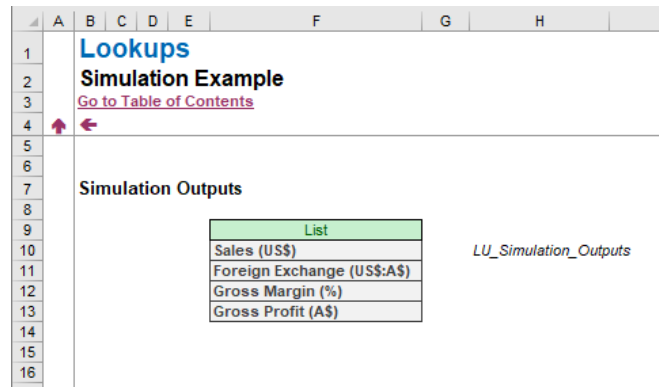 A B C D E F G H
1 Lookups
2 Simulation Example
3 Go to Table of Contents
4
5
6
7 Simulation Outputs
8
9 List
10 Sales (US$) LU_Simulation_Outputs
11 Foreign Exchange (US$:A$)
12 Gross Margin (%)
13 Gross Profit (A$)
14
15
16